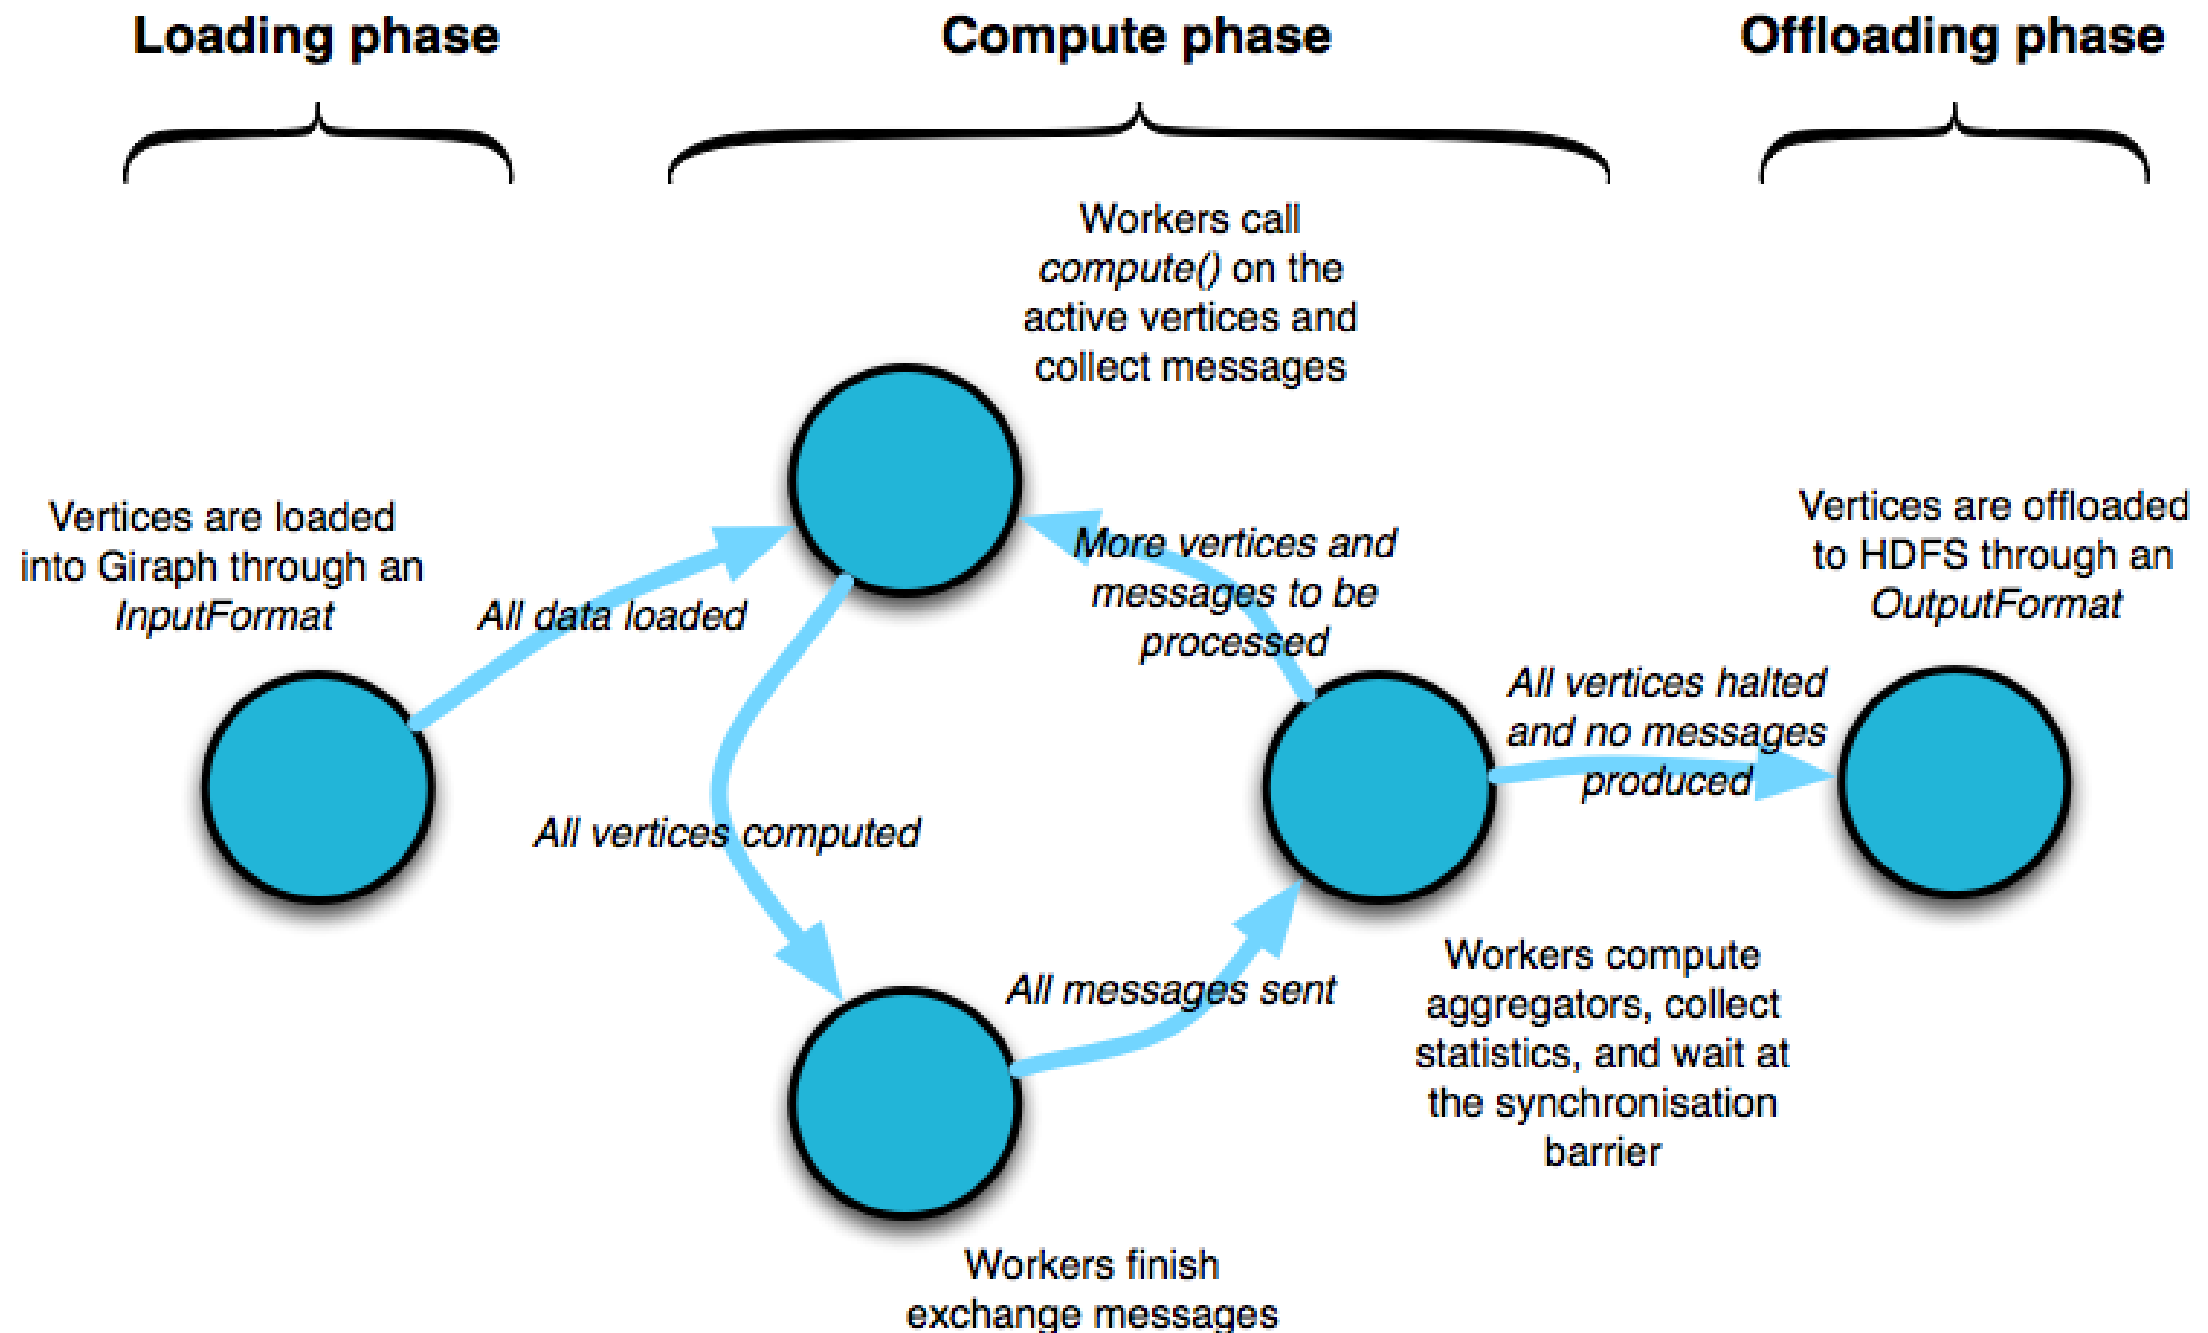 Loading phase
Compute phase
Offloading phase
Workers call
compute() on the
active vertices and
collect messages
Vertices are loaded
into Giraph through an
InputFormat
All data loaded
More vertices and
messages to be
processed
Vertices are offloaded
to HDFS through an
OutputFormat
All vertices halted
and no messages
produced
All vertices computed
All messages sent
Workers compute
aggregators, collect
statistics, and wait at
the synchronisation
barrier
Workers finish
exchange messages